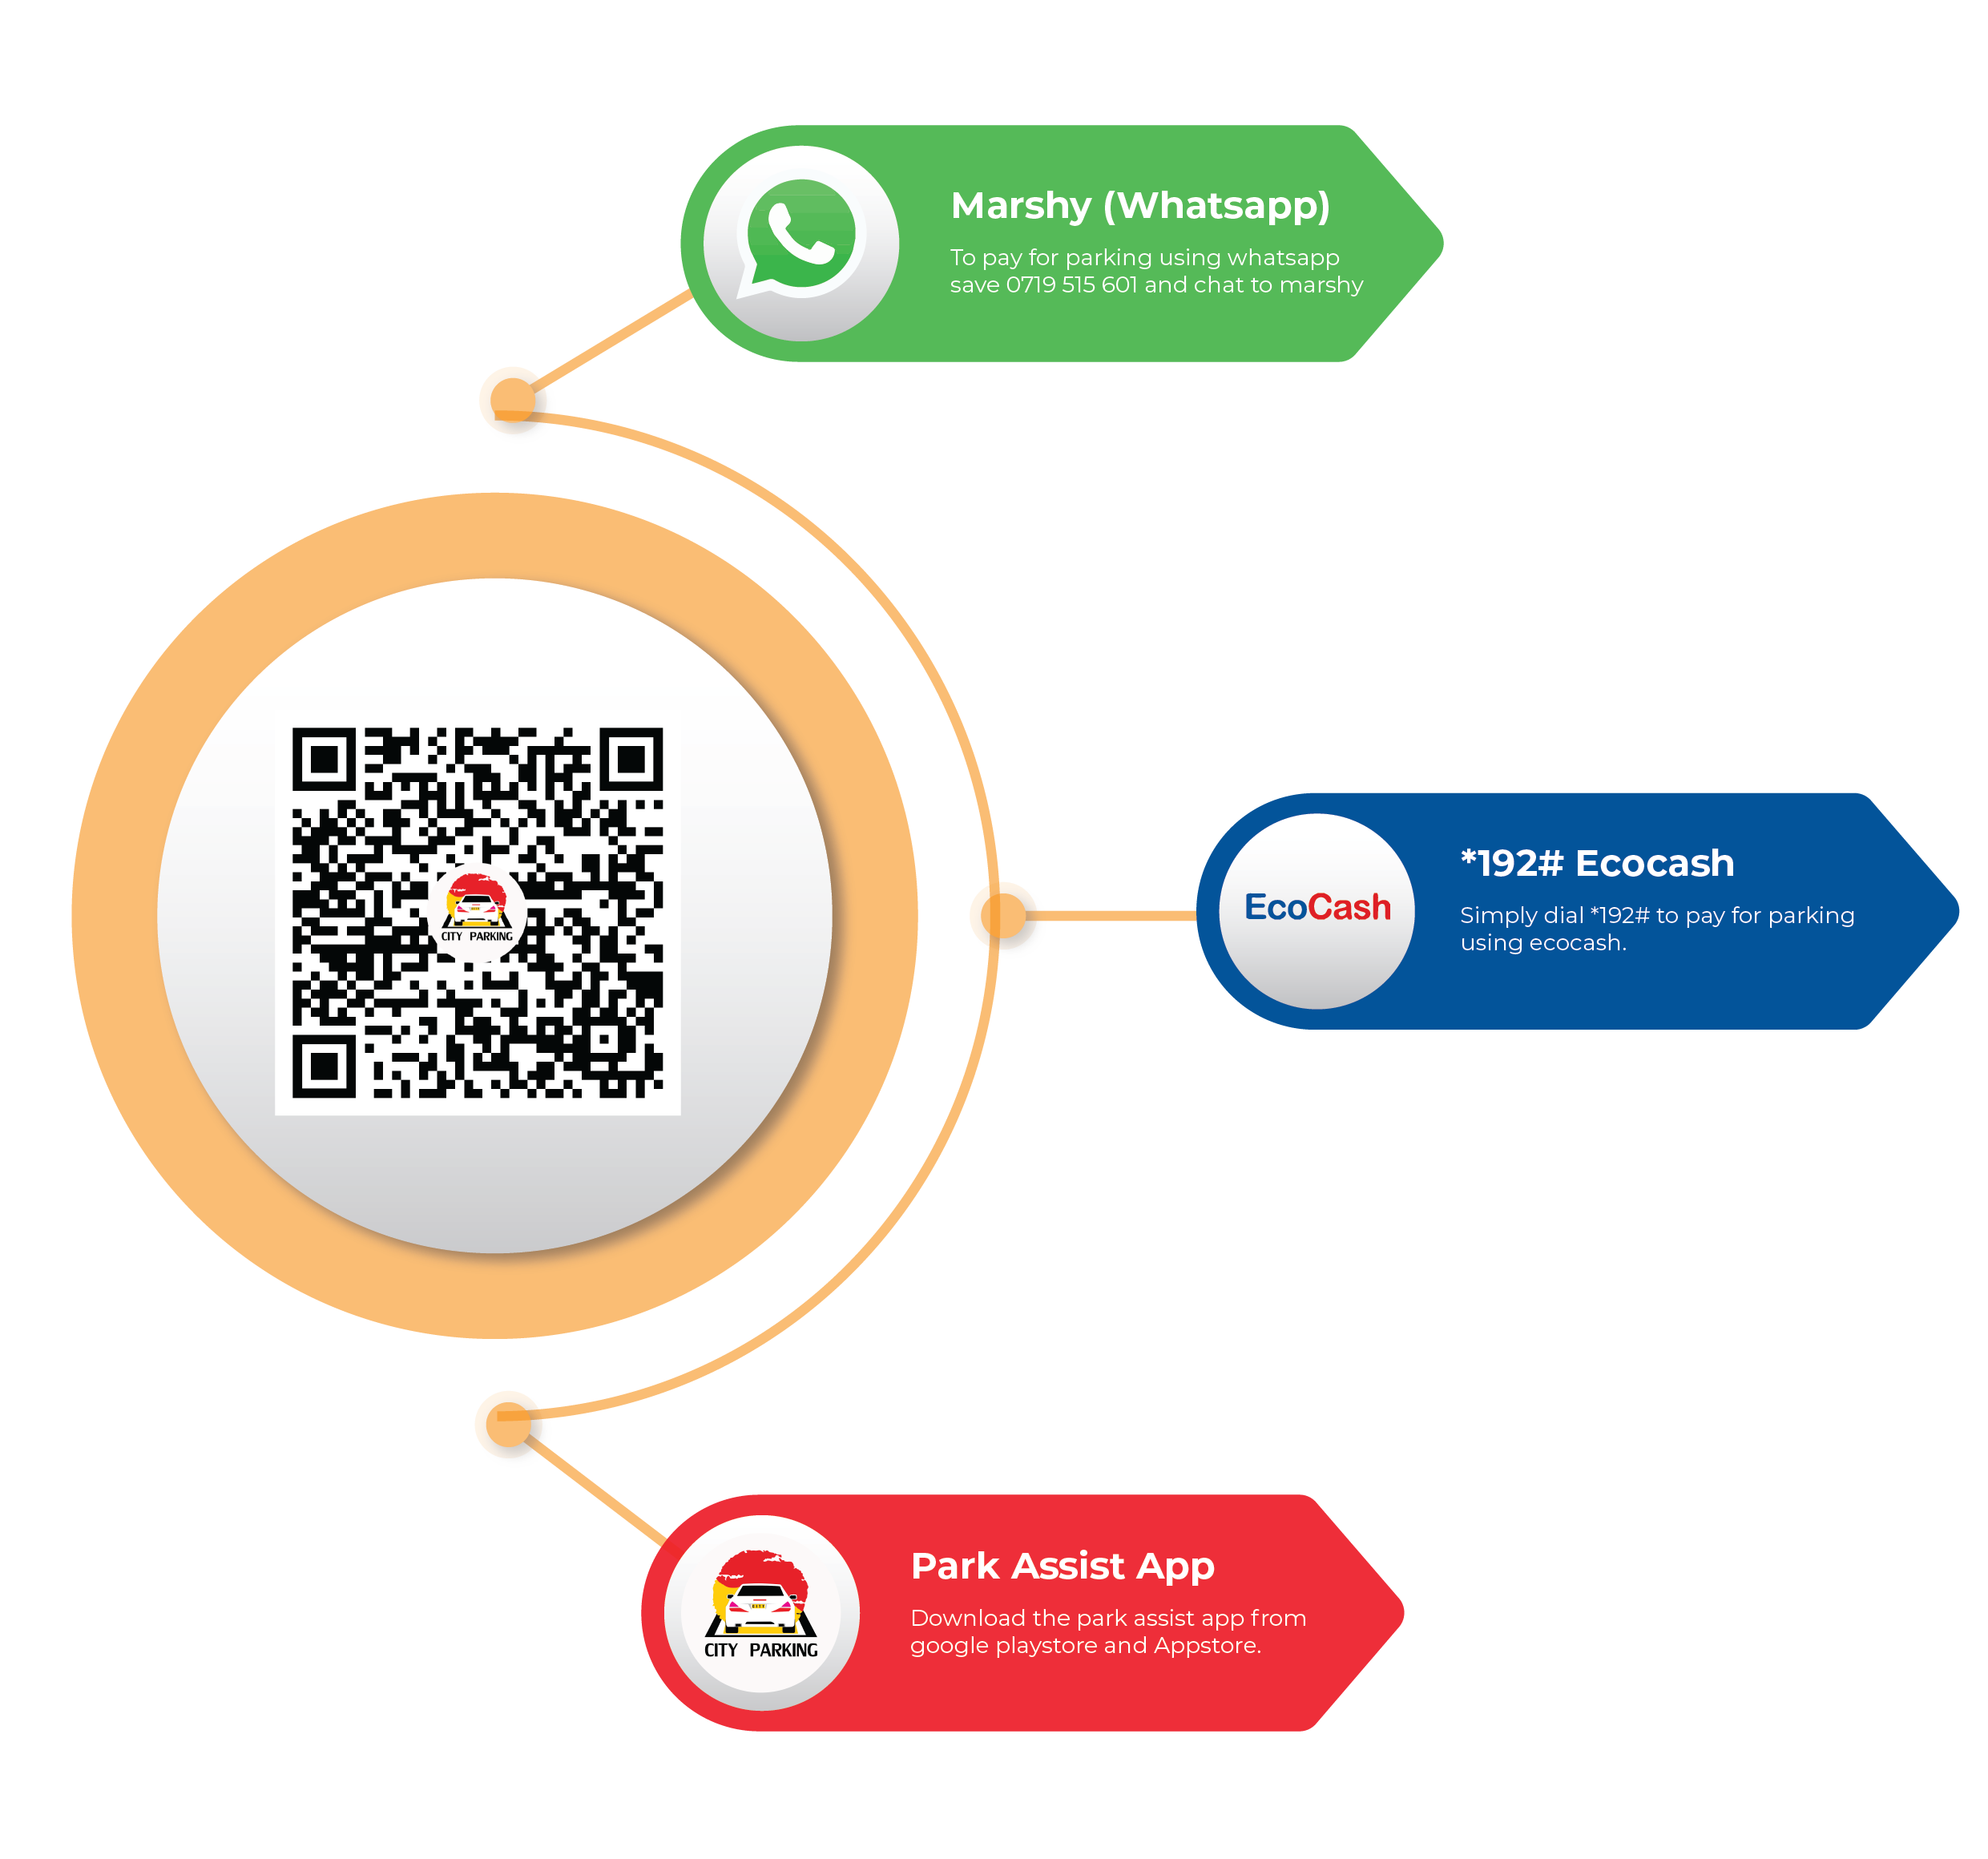 Marshy (Whatsapp)
To pay for parking using whatsapp
save 0719 515 601 and chat to marshy
CITY PARKING
EcoCash
*192# Ecocash
Simply dial *192# to pay for parking
using ecocash.
CITY PARKING
Park Assist App
Download the park assist app from
google playstore and Appstore.